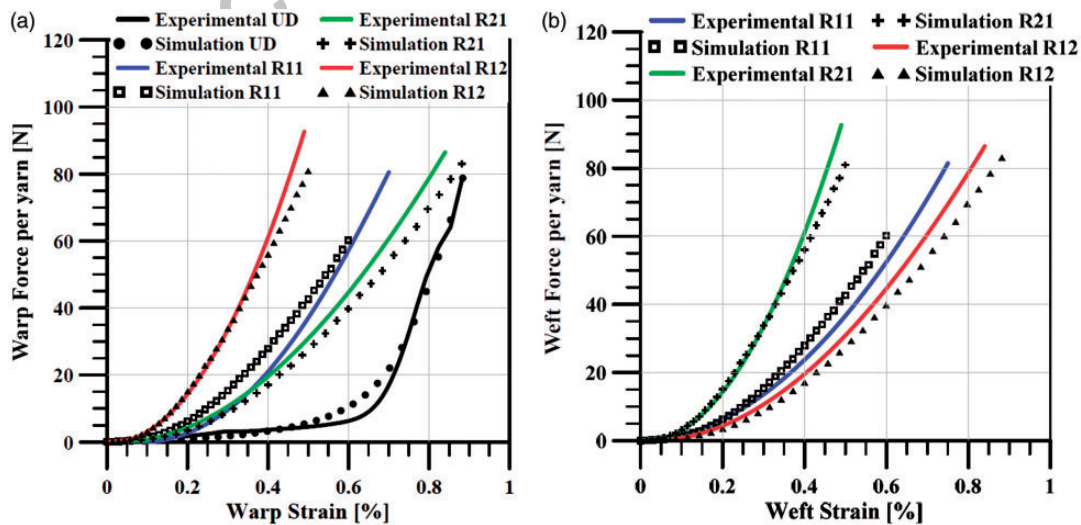 (a)
Experimental UD
Experimental R21
Simulation UD
Simulation R21
Experimental R11
Experimental R12
Simulation R11
Simulation R12
120
100
80
60
40
20
0
Warp Force per yarn [N]
0 0.2 0.4 0.6 0.8 1
Warp Strain [%]
(b)
Experimental R11
Simulation R21
Simulation R11
Experimental R12
Experimental R21
Simulation R12
120
100
80
60
40
20
0
Weft Force per yarn [N]
0 0.2 0.4 0.6 0.8 1
Weft Strain [%]